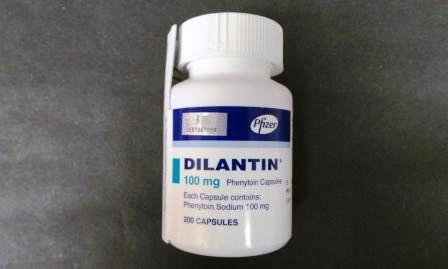 Pfizer
DILANTIN®
100 mg Phenytoin Capsules
Each Capsule contains:
Phenytoin Sodium 100 mg
200 CAPSULES